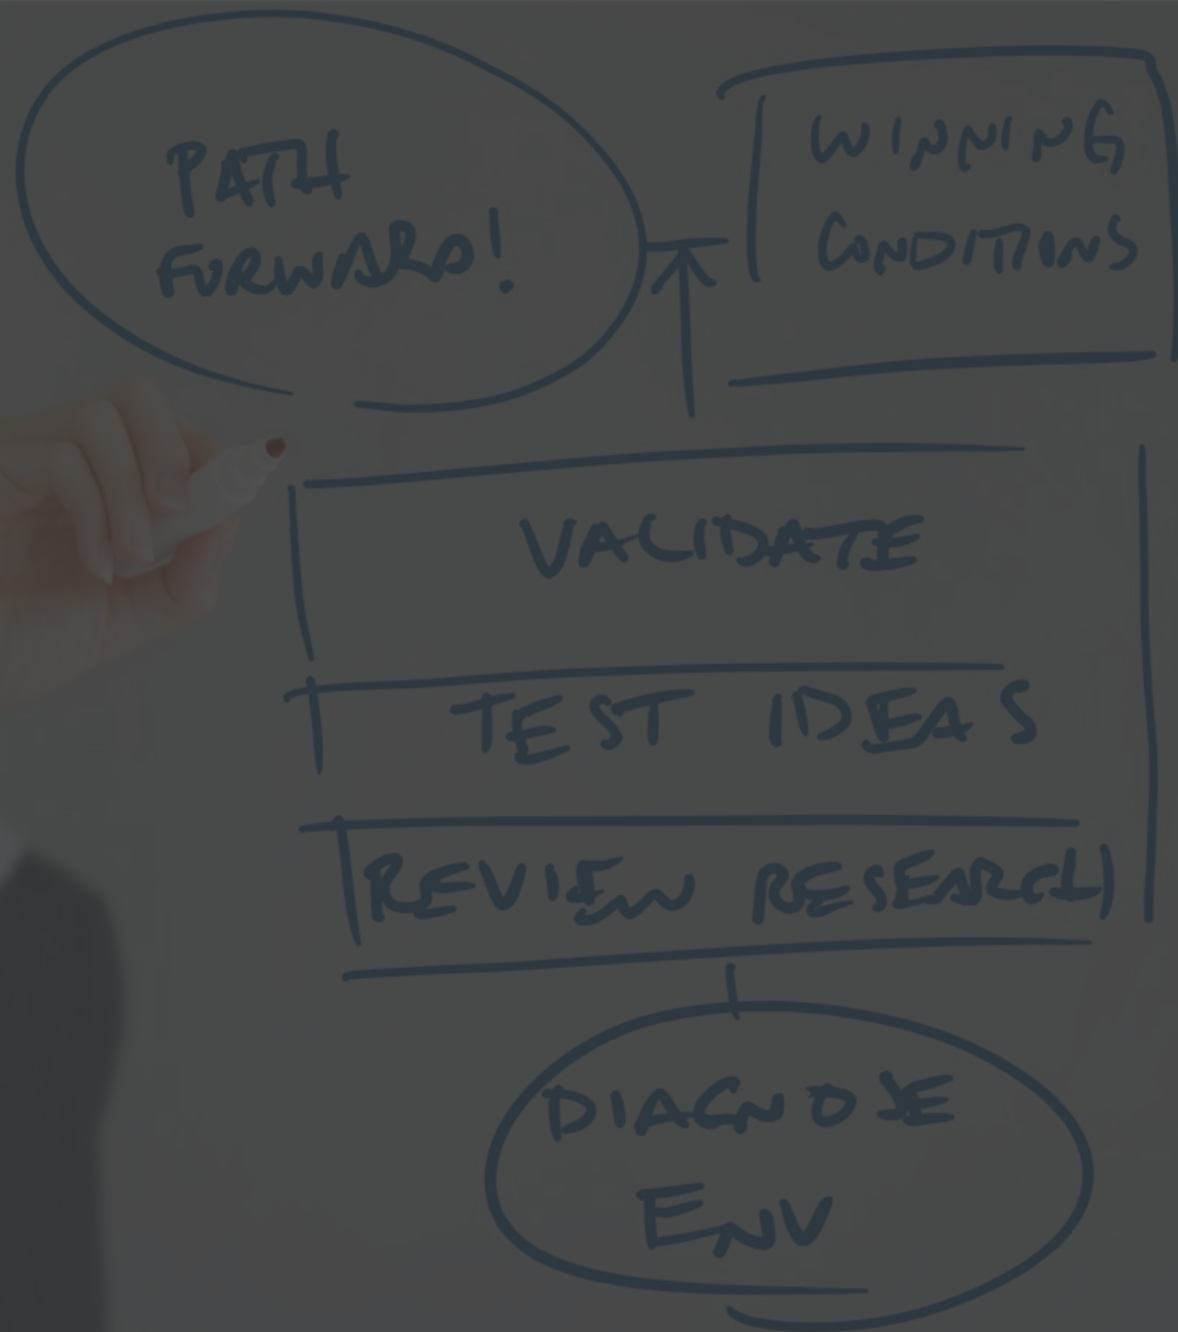 PATH
FORWARD!
WINNING
CONDITIONS
VALIDATE
TEST IDEAS
REVIEW RESEARCH
DIAGNOSE
ENV